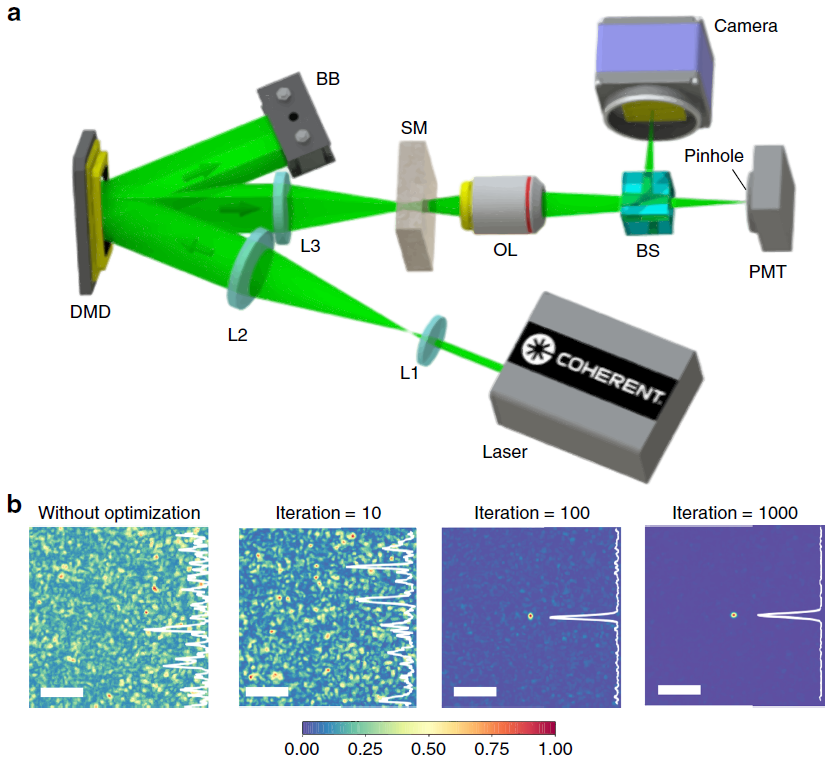 a
Camera
BB
SM
Pinhole
L3
OL
BS
PMT
DMD
L2
L1
COHERENT
Laser
b
Without optimization
Iteration = 10
Iteration = 100
Iteration = 1000
0.00 0.25 0.50 0.75 1.00